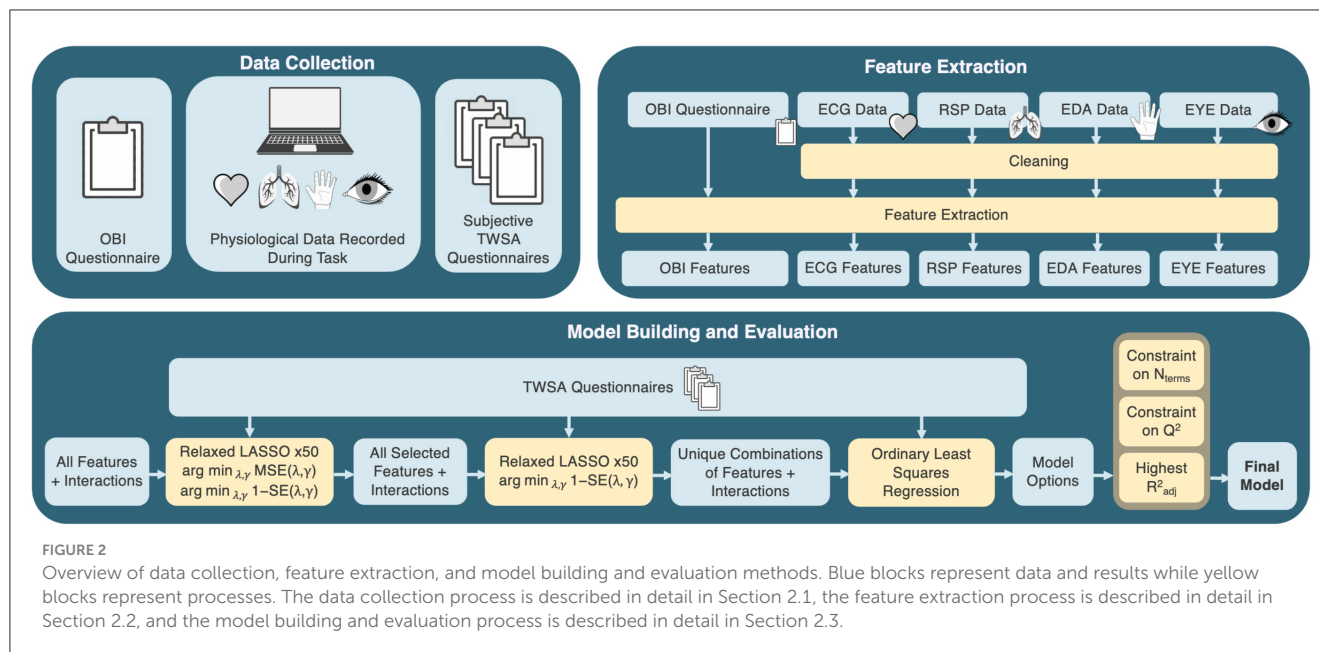 Data Collection
OBI
Questionnaire
Physiological Data Recorded
During Task
Subjective
TWSA
Questionnaires
Feature Extraction
OBI Questionnaire
ECG Data
RSP Data
EDA Data
EYE Data
Cleaning
Feature Extraction
OBI Features
ECG Features
RSP Features
EDA Features
EYE Features
Model Building and Evaluation
TWSA Questionnaires
All Features
+ Interactions
Relaxed LASSO x50
arg min λ,γ MSE(λ,γ)
arg min λ,γ 1−SE(λ,γ)
All Selected
Features +
Interactions
Relaxed LASSO x50
arg min λ,γ 1−SE(λ,γ)
Unique Combinations
of Features +
Interactions
Ordinary Least
Squares
Regression
Model
Options
Constraint
on Nterms
Constraint
on Q²
Highest
R²adj
Final
Model
FIGURE 2
Overview of data collection, feature extraction, and model building and evaluation methods. Blue blocks represent data and results while yellow
blocks represent processes. The data collection process is described in detail in Section 2.1, the feature extraction process is described in detail in
Section 2.2, and the model building and evaluation process is described in detail in Section 2.3.